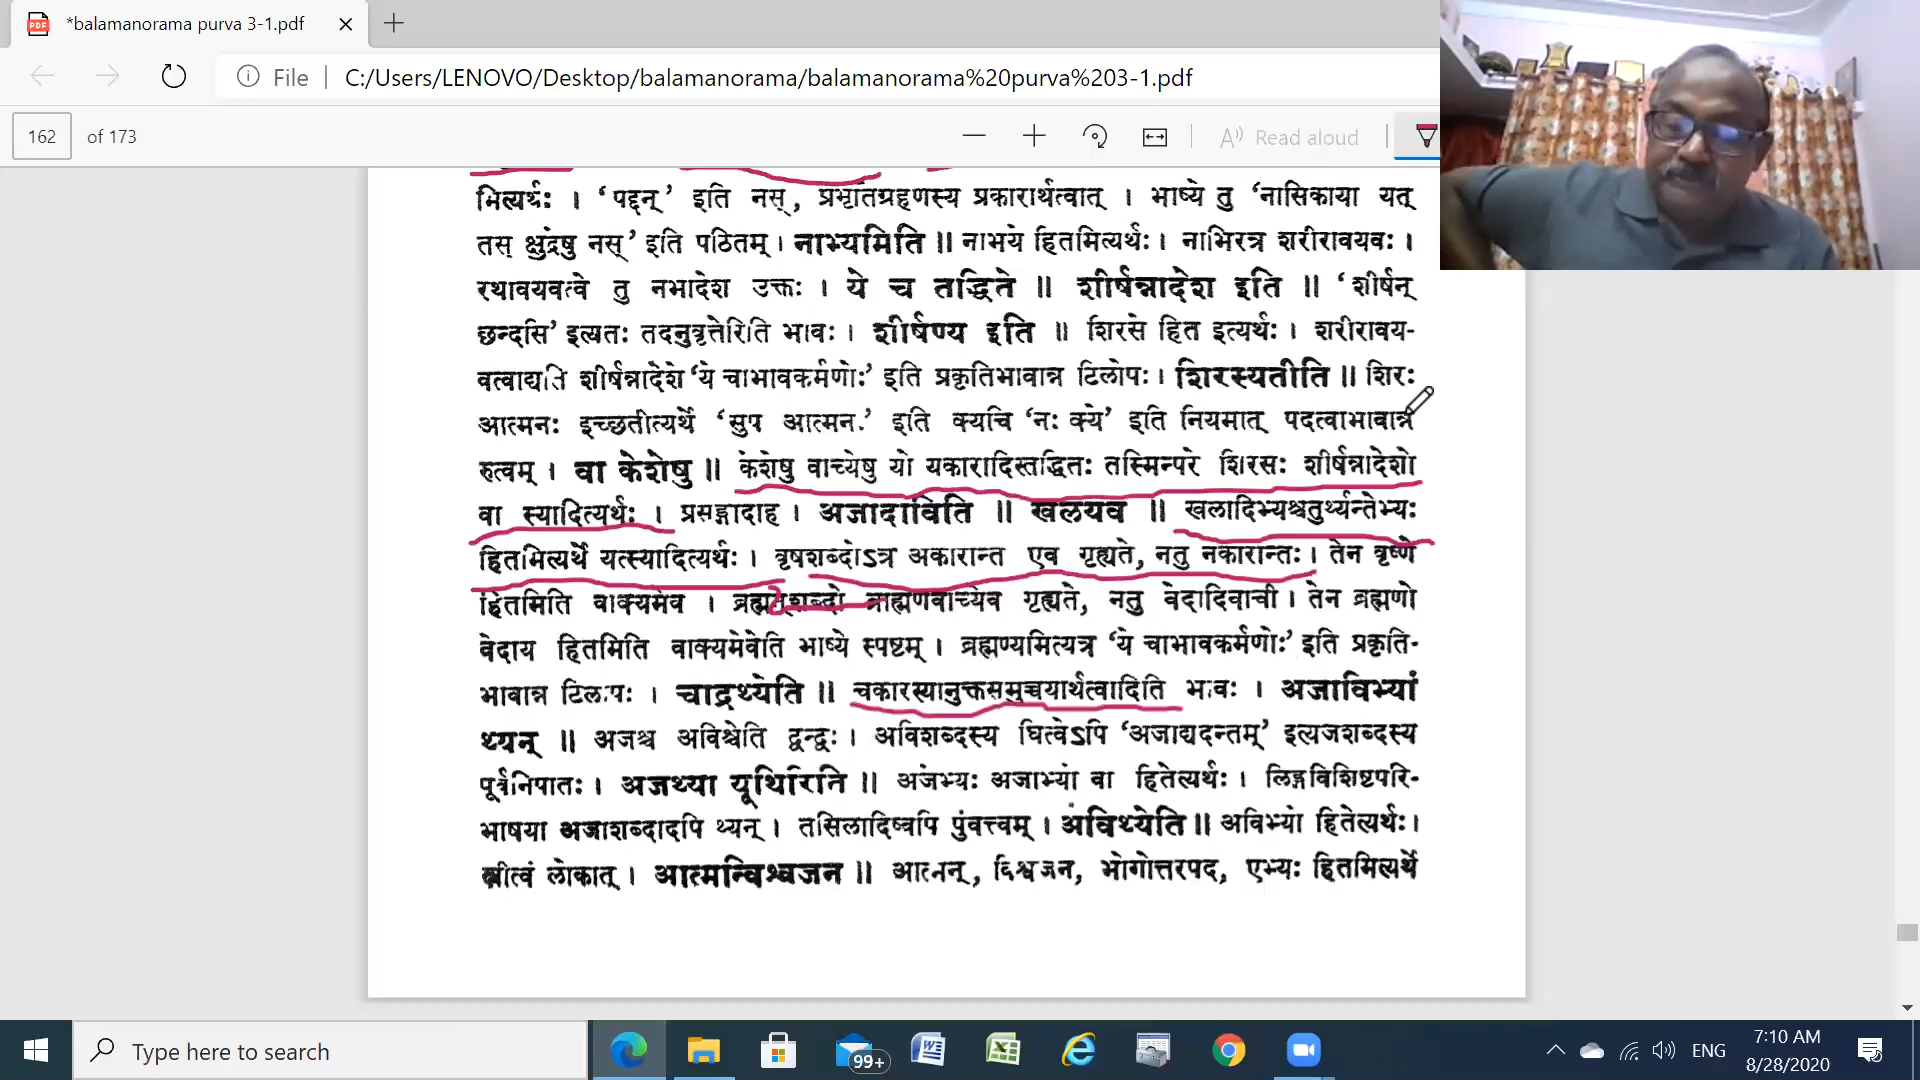 *balamanorama purva 3-1.pdf
File | C:/Users/LENOVO/Desktop/balamanorama/balamanorama%20purva%203-1.pdf
162 of 173
Read aloud
मित्यर्थः । ‘पद्दन्’ इति नस्, प्रभृतिग्रहणस्य प्रकारार्थत्वात् । भाष्ये तु ‘नासिकाया यत्
तस् क्षुद्रेषु नस्’ इति पठितम् । नाभ्यमिति ॥ नाभये हितमित्यर्थः । नाभिरत्र शरीरावयवः ।
रथावयवत्वे तु नभादेश उक्तः । ये च तद्धिते ॥ शीर्षन्नादेश इति ॥ ‘शीर्षन्
छन्दसि’ इत्यतः तदनुवृत्तेरिति भावः । शीर्षण्य इति ॥ शिरसे हित इत्यर्थः । शरीरावय-
वत्वाद्यति शीर्षन्नादेशे ‘ये चाभावकर्मणोः’ इति प्रकृतिभावान्न टिलोपः । शिरस्यतीति ॥ शिरः
आत्मनः इच्छतीत्यर्थे ‘सुप आत्मनः’ इति क्यचि ‘नः क्ये’ इति नियमात् पदत्वाभावान्न
रुत्वम् । वा केशेषु ॥ केशेषु वाच्येषु यो यकारादिस्तद्धितः तस्मिन्परे शिरसः शीर्षन्नादेशो
वा स्यादित्यर्थः । प्रसङ्गादाह । अजादाविति ॥ खलयव ॥ खलादिभ्यश्चतुर्थ्यन्तेभ्यः
हितमित्यर्थे यत्स्यादित्यर्थः । वृषशब्दोऽत्र अकारान्त एव गृह्यते, नतु नकारान्तः । तेन वृष्णे
हितमिति वाक्यमेव । ब्रह्मन्शब्दो ब्राह्मणवाच्येव गृह्यते, नतु वेदादिवाची । तेन ब्रह्मणो
वेदाय हितमिति वाक्यमेवेति भाष्ये स्पष्टम् । ब्रह्मण्यमित्यत्र ‘ये चाभावकर्मणोः’ इति प्रकृति-
भावान्न टिलोपः । चाद्रथ्येति ॥ चकारस्यानुक्तसमुच्चयार्थत्वादिति भावः । अजाविभ्यां
थ्यन् ॥ अजश्च अविश्चेति द्वन्द्वः । अविशब्दस्य घित्वेऽपि ‘अजाद्यदन्तम्’ इत्यजशब्दस्य
पूर्वनिपातः । अजथ्या यूथिरिति ॥ अजेभ्यः अजाभ्यो वा हितेत्यर्थः । लिङ्गविशिष्टपरि-
भाषया अजाशब्दादपि थ्यन् । तसिलादिष्वपि पुंवत्त्वम् । अविथ्येति ॥ अविभ्यो हितेत्यर्थः ।
स्त्रीत्वं लोकात् । आत्मन्विश्वजन ॥ आत्मन्, विश्वजन, भोगोत्तरपद, एभ्यः हितमित्यर्थे
Type here to search
99+
ENG
7:10 AM
8/28/2020